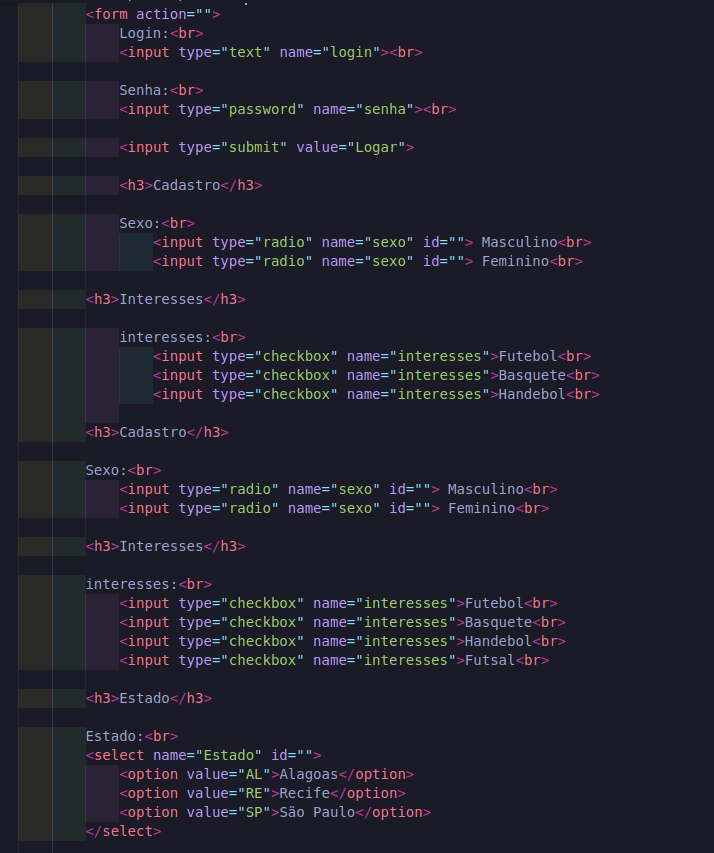 <form action="">
Login:<br>
<input type="text" name="login"><br>
Senha:<br>
<input type="password" name="senha"><br>
<input type="submit" value="Logar">
<h3>Cadastro</h3>
Sexo:<br>
<input type="radio" name="sexo" id=""> Masculino<br>
<input type="radio" name="sexo" id=""> Feminino<br>
<h3>Interesses</h3>
interesses:<br>
<input type="checkbox" name="interesses">Futebol<br>
<input type="checkbox" name="interesses">Basquete<br>
<input type="checkbox" name="interesses">Handebol<br>
<h3>Cadastro</h3>
Sexo:<br>
<input type="radio" name="sexo" id=""> Masculino<br>
<input type="radio" name="sexo" id=""> Feminino<br>
<h3>Interesses</h3>
interesses:<br>
<input type="checkbox" name="interesses">Futebol<br>
<input type="checkbox" name="interesses">Basquete<br>
<input type="checkbox" name="interesses">Handebol<br>
<input type="checkbox" name="interesses">Futsal<br>
<h3>Estado</h3>
Estado:<br>
<select name="Estado" id="">
<option value="AL">Alagoas</option>
<option value="RE">Recife</option>
<option value="SP">São Paulo</option>
</select>